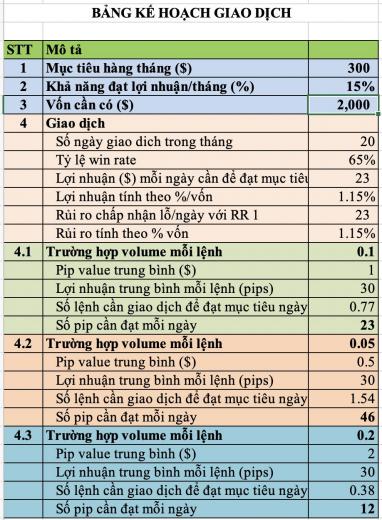 BẢNG KẾ HOẠCH GIAO DỊCH
STT Mô tả
1 Mục tiêu hàng tháng ($) 300
2 Khả năng đạt lợi nhuận/tháng (%) 15%
3 Vốn cần có ($) 2,000
4 Giao dịch
Số ngày giao dich trong tháng 20
Tỷ lệ win rate 65%
Lợi nhuận ($) mỗi ngày cần để đạt mục tiêu 23
Lợi nhuận tính theo %/vốn 1.15%
Rủi ro chấp nhận lỗ/ngày với RR 1 23
Rủi ro tính theo % vốn 1.15%
4.1 Trường hợp volume mỗi lệnh 0.1
Pip value trung bình ($) 1
Lợi nhuận trung bình mỗi lệnh (pips) 30
Số lệnh cần giao dịch để đạt mục tiêu ngày 0.77
Số pip cần đạt mỗi ngày 23
4.2 Trường hợp volume mỗi lệnh 0.05
Pip value trung bình ($) 0.5
Lợi nhuận trung bình mỗi lệnh (pips) 30
Số lệnh cần giao dịch để đạt mục tiêu ngày 1.54
Số pip cần đạt mỗi ngày 46
4.3 Trường hợp volume mỗi lệnh 0.2
Pip value trung bình ($) 2
Lợi nhuận trung bình mỗi lệnh (pips) 30
Số lệnh cần giao dịch để đạt mục tiêu ngày 0.38
Số pip cần đạt mỗi ngày 12